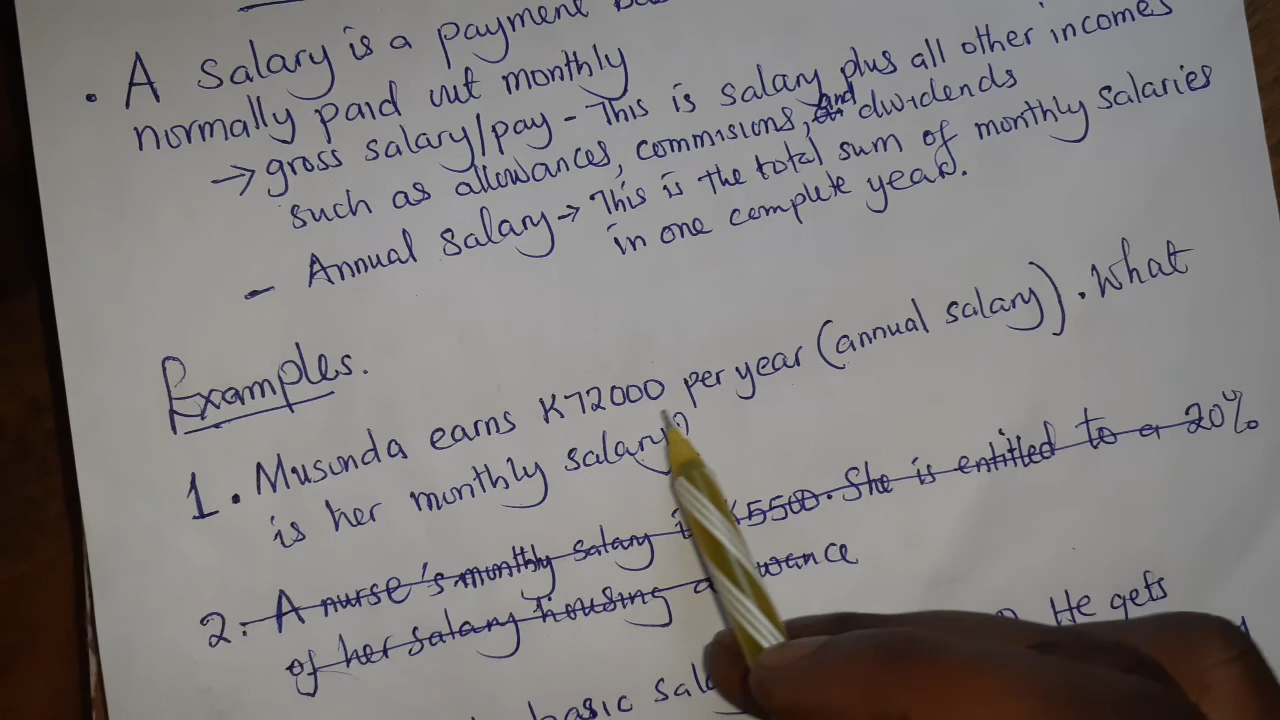 • A salary is a payment
normally paid out monthly
→ gross salary/pay - This is salary plus all other incomes
such as allowances, commisions, and dividends
- Annual salary → This is the total sum of monthly salaries
in one complete year.
Examples.
1. Musonda earns K72000 per year (annual salary). What
is her monthly salary?
2. A nurse's monthly salary is K5500. She is entitled to a 20%
of her salary housing
He gets
basic